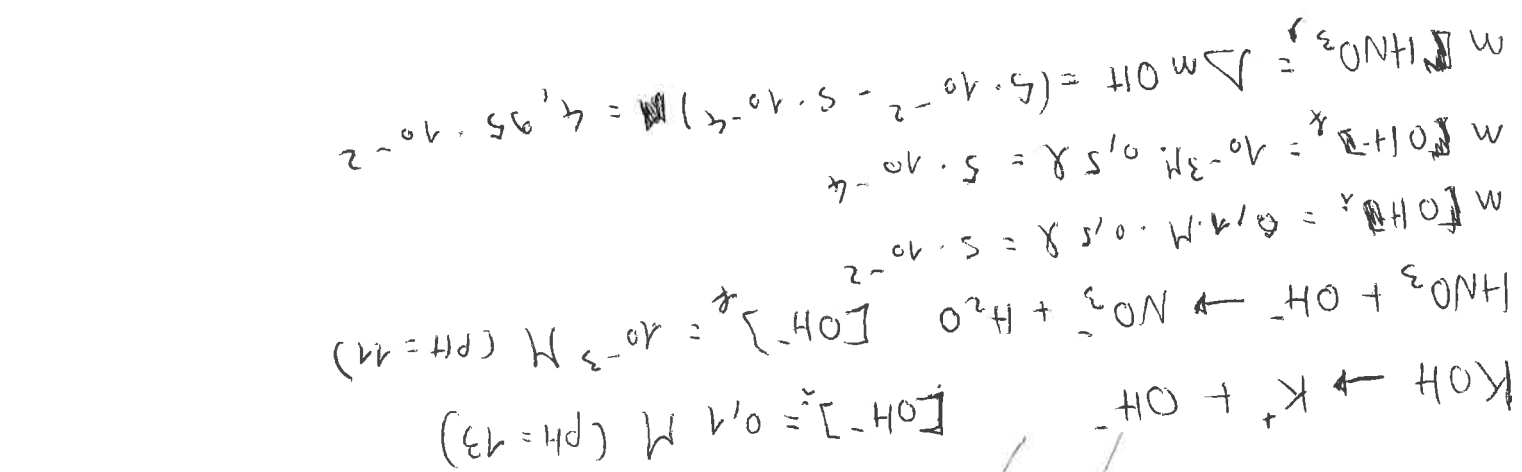 KOH → K⁺ + OH⁻ [OH⁻]ᵢ = 0,1 M (pH = 13)
HNO₃ + OH⁻ → NO₃⁻ + H₂O [OH⁻]f = 10⁻³ M (pH = 11)
n OHᵢ = 0,1 M · 0,5 l = 5 · 10⁻²
n OH⁻f = 10⁻³ M · 0,5 l = 5 · 10⁻⁴
n HNO₃ = Δn OH = (5 · 10⁻² - 5 · 10⁻⁴) = 4,95 · 10⁻²